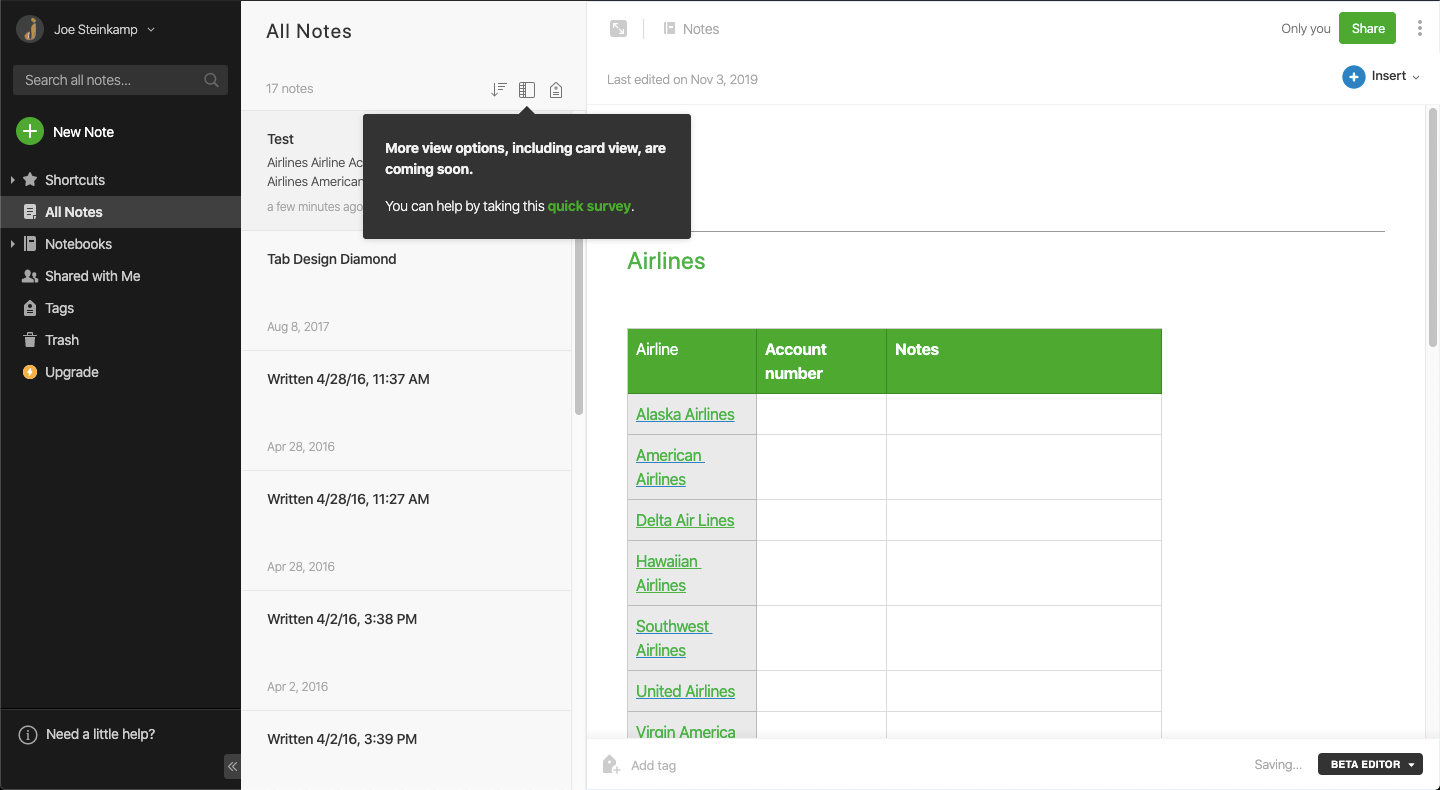 Joe Steinkamp
Search all notes...
New Note
Shortcuts
All Notes
Notebooks
Shared with Me
Tags
Trash
Upgrade
Need a little help?
All Notes
17 notes
Test
Airlines Airline Ac
Airlines American
a few minutes ago
More view options, including card view, are
coming soon.
You can help by taking this quick survey.
Tab Design Diamond
Aug 8, 2017
Written 4/28/16, 11:37 AM
Apr 28, 2016
Written 4/28/16, 11:27 AM
Apr 28, 2016
Written 4/2/16, 3:38 PM
Apr 2, 2016
Written 4/2/16, 3:39 PM
Notes
Only you
Share
Last edited on Nov 3, 2019
Insert
Airlines
Airline
Account
number
Notes
Alaska Airlines
American
Airlines
Delta Air Lines
Hawaiian
Airlines
Southwest
Airlines
United Airlines
Virgin America
Add tag
Saving...
BETA EDITOR